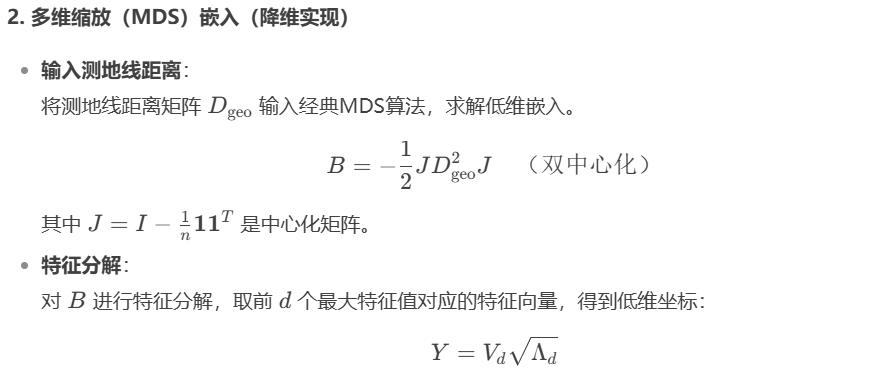 2. 多维缩放（MDS）嵌入（降维实现）
• 输入测地线距离：
将测地线距离矩阵 $D_{\text{geo}}$ 输入经典MDS算法，求解低维嵌入。
$B = -\frac{1}{2} J D_{\text{geo}}^2 J \quad （双中心化）$
其中 $J = I - \frac{1}{n} \mathbf{1}\mathbf{1}^T$ 是中心化矩阵。
• 特征分解：
对 $B$ 进行特征分解，取前 $d$ 个最大特征值对应的特征向量，得到低维坐标：
$Y = V_d \sqrt{\Lambda_d}$